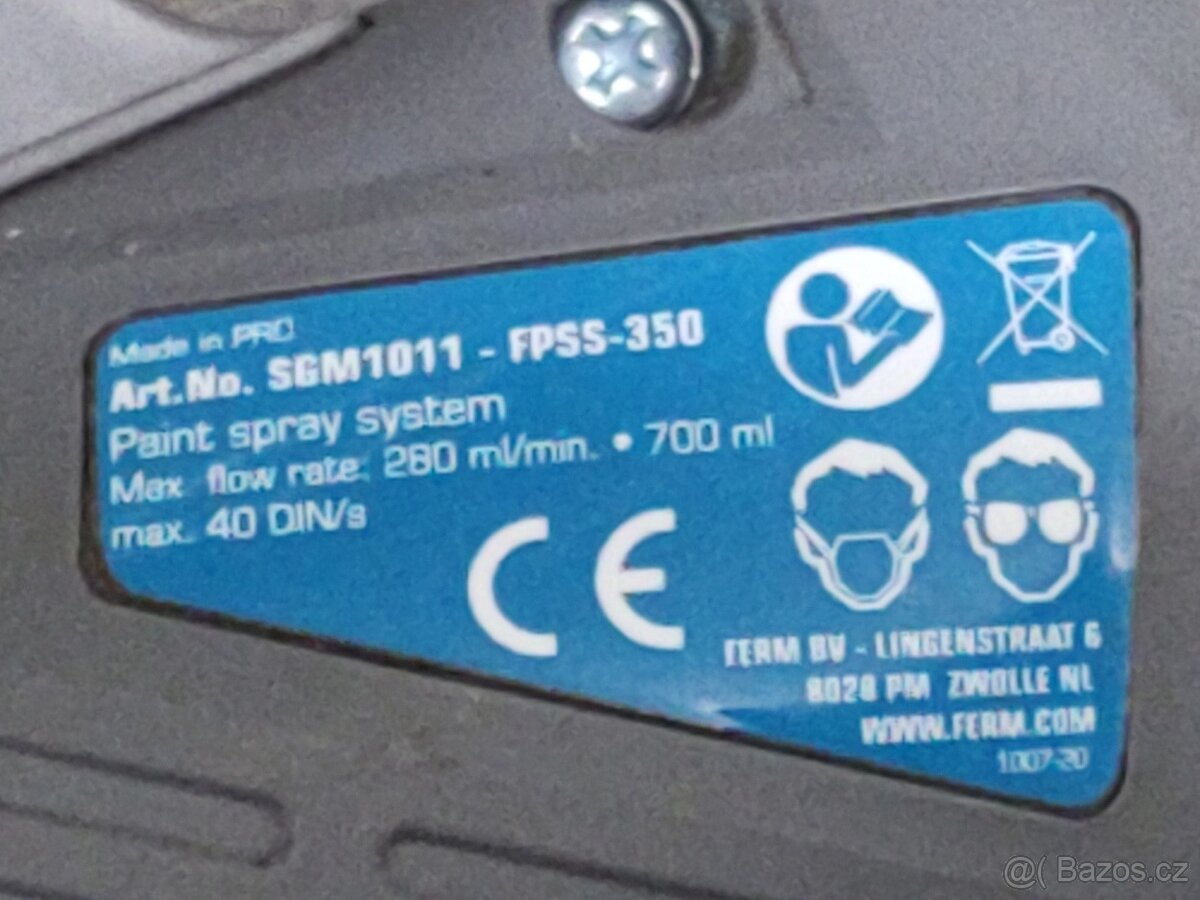 Made in PRC
Art.No. SGM1011 - FPSS-350
Paint spray system
Max. flow rate: 280 ml/min. • 700 ml
max. 40 DIN/s
CE
FERM BV - LINGENSTRAAT 6
8028 PM ZWOLLE NL
WWW.FERM.COM
1007-20
@( Bazos.cz